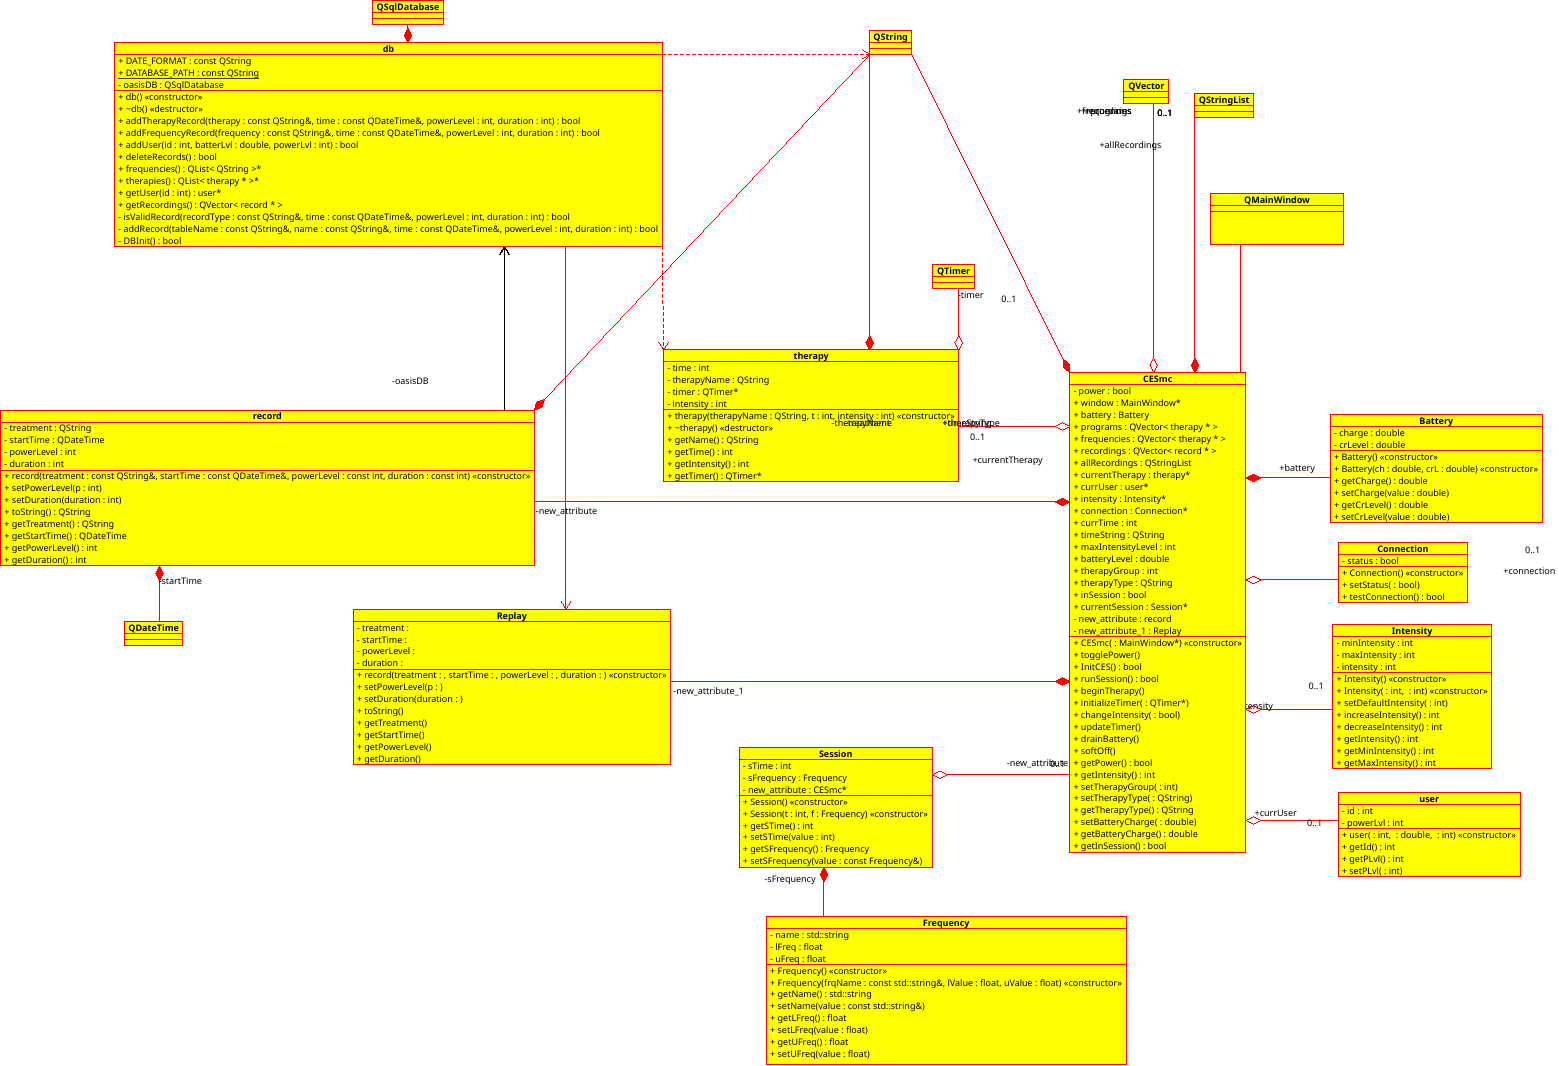 QSqlDatabase
db
+ DATE_FORMAT : const QString
+ DATABASE_PATH : const QString
- oasisDB : QSqlDatabase
+ db() «constructor»
+ ~db() «destructor»
+ addTherapyRecord(therapy : const QString&, time : const QDateTime&, powerLevel : int, duration : int) : bool
+ addFrequencyRecord(frequency : const QString&, time : const QDateTime&, powerLevel : int, duration : int) : bool
+ addUser(id : int, batterLvl : double, powerLvl : int) : bool
+ deleteRecords() : bool
+ frequencies() : QList< QString >*
+ therapies() : QList< therapy * >*
+ getUser(id : int) : user*
+ getRecordings() : QVector< record * >
- isValidRecord(recordType : const QString&, time : const QDateTime&, powerLevel : int, duration : int) : bool
- addRecord(tableName : const QString&, name : const QString&, time : const QDateTime&, powerLevel : int, duration : int) : bool
- DBInit() : bool
QString
QVector
0..1
+allRecordings
QStringList
QMainWindow
QTimer
-timer
0..1
-oasisDB
therapy
- time : int
- therapyName : QString
- timer : QTimer*
- intensity : int
+ therapy(therapyName : QString, t : int, intensity : int) «constructor»
+ ~therapy() «destructor»
+ getName() : QString
+ getTime() : int
+ getIntensity() : int
+ getTimer() : QTimer*
0..1
+currentTherapy
record
- treatment : QString
- startTime : QDateTime
- powerLevel : int
- duration : int
+ record(treatment : const QString&, startTime : const QDateTime&, powerLevel : const int, duration : const int) «constructor»
+ setPowerLevel(p : int)
+ setDuration(duration : int)
+ toString() : QString
+ getTreatment() : QString
+ getStartTime() : QDateTime
+ getPowerLevel() : int
+ getDuration() : int
-new_attribute
-startTime
QDateTime
CESmc
- power : bool
+ window : MainWindow*
+ battery : Battery
+ programs : QVector< therapy * >
+ frequencies : QVector< therapy * >
+ recordings : QVector< record * >
+ allRecordings : QStringList
+ currentTherapy : therapy*
+ currUser : user*
+ intensity : Intensity*
+ connection : Connection*
+ currTime : int
+ timeString : QString
+ maxIntensityLevel : int
+ batteryLevel : double
+ therapyGroup : int
+ therapyType : QString
+ inSession : bool
+ currentSession : Session*
- new_attribute : record
- new_attribute_1 : Replay
+ CESmc( : MainWindow*) «constructor»
+ togglePower()
+ InitCES() : bool
+ runSession() : bool
+ beginTherapy()
+ initializeTimer( : QTimer*)
+ changeIntensity( : bool)
+ updateTimer()
+ drainBattery()
+ softOff()
+ getPower() : bool
+ getIntensity() : int
+ setTherapyGroup( : int)
+ setTherapyType( : QString)
+ getTherapyType() : QString
+ setBatteryCharge( : double)
+ getBatteryCharge() : double
+ getInSession() : bool
+battery
Battery
- charge : double
- crLevel : double
+ Battery() «constructor»
+ Battery(ch : double, crL : double) «constructor»
+ getCharge() : double
+ setCharge(value : double)
+ getCrLevel() : double
+ setCrLevel(value : double)
Connection
- status : bool
+ Connection() «constructor»
+ setStatus( : bool)
+ testConnection() : bool
0..1
+connection
Intensity
- minIntensity : int
- maxIntensity : int
- intensity : int
+ Intensity() «constructor»
+ Intensity( : int,  : int) «constructor»
+ setDefaultIntensity( : int)
+ increaseIntensity() : int
+ decreaseIntensity() : int
+ getIntensity() : int
+ getMinIntensity() : int
+ getMaxIntensity() : int
0..1
tensity
Replay
- treatment :
- startTime :
- powerLevel :
- duration :
+ record(treatment : , startTime : , powerLevel : , duration : ) «constructor»
+ setPowerLevel(p : )
+ setDuration(duration : )
+ toString()
+ getTreatment()
+ getStartTime()
+ getPowerLevel()
+ getDuration()
-new_attribute_1
Session
- sTime : int
- sFrequency : Frequency
- new_attribute : CESmc*
+ Session() «constructor»
+ Session(t : int, f : Frequency) «constructor»
+ getSTime() : int
+ setSTime(value : int)
+ getSFrequency() : Frequency
+ setSFrequency(value : const Frequency&)
-new_attribute
-sFrequency
user
- id : int
- powerLvl : int
+ user( : int,  : double,  : int) «constructor»
+ getId() : int
+ getPLvl() : int
+ setPLvl( : int)
+currUser
0..1
Frequency
- name : std::string
- lFreq : float
- uFreq : float
+ Frequency() «constructor»
+ Frequency(frqName : const std::string&, lValue : float, uValue : float) «constructor»
+ getName() : std::string
+ setName(value : const std::string&)
+ getLFreq() : float
+ setLFreq(value : float)
+ getUFreq() : float
+ setUFreq(value : float)